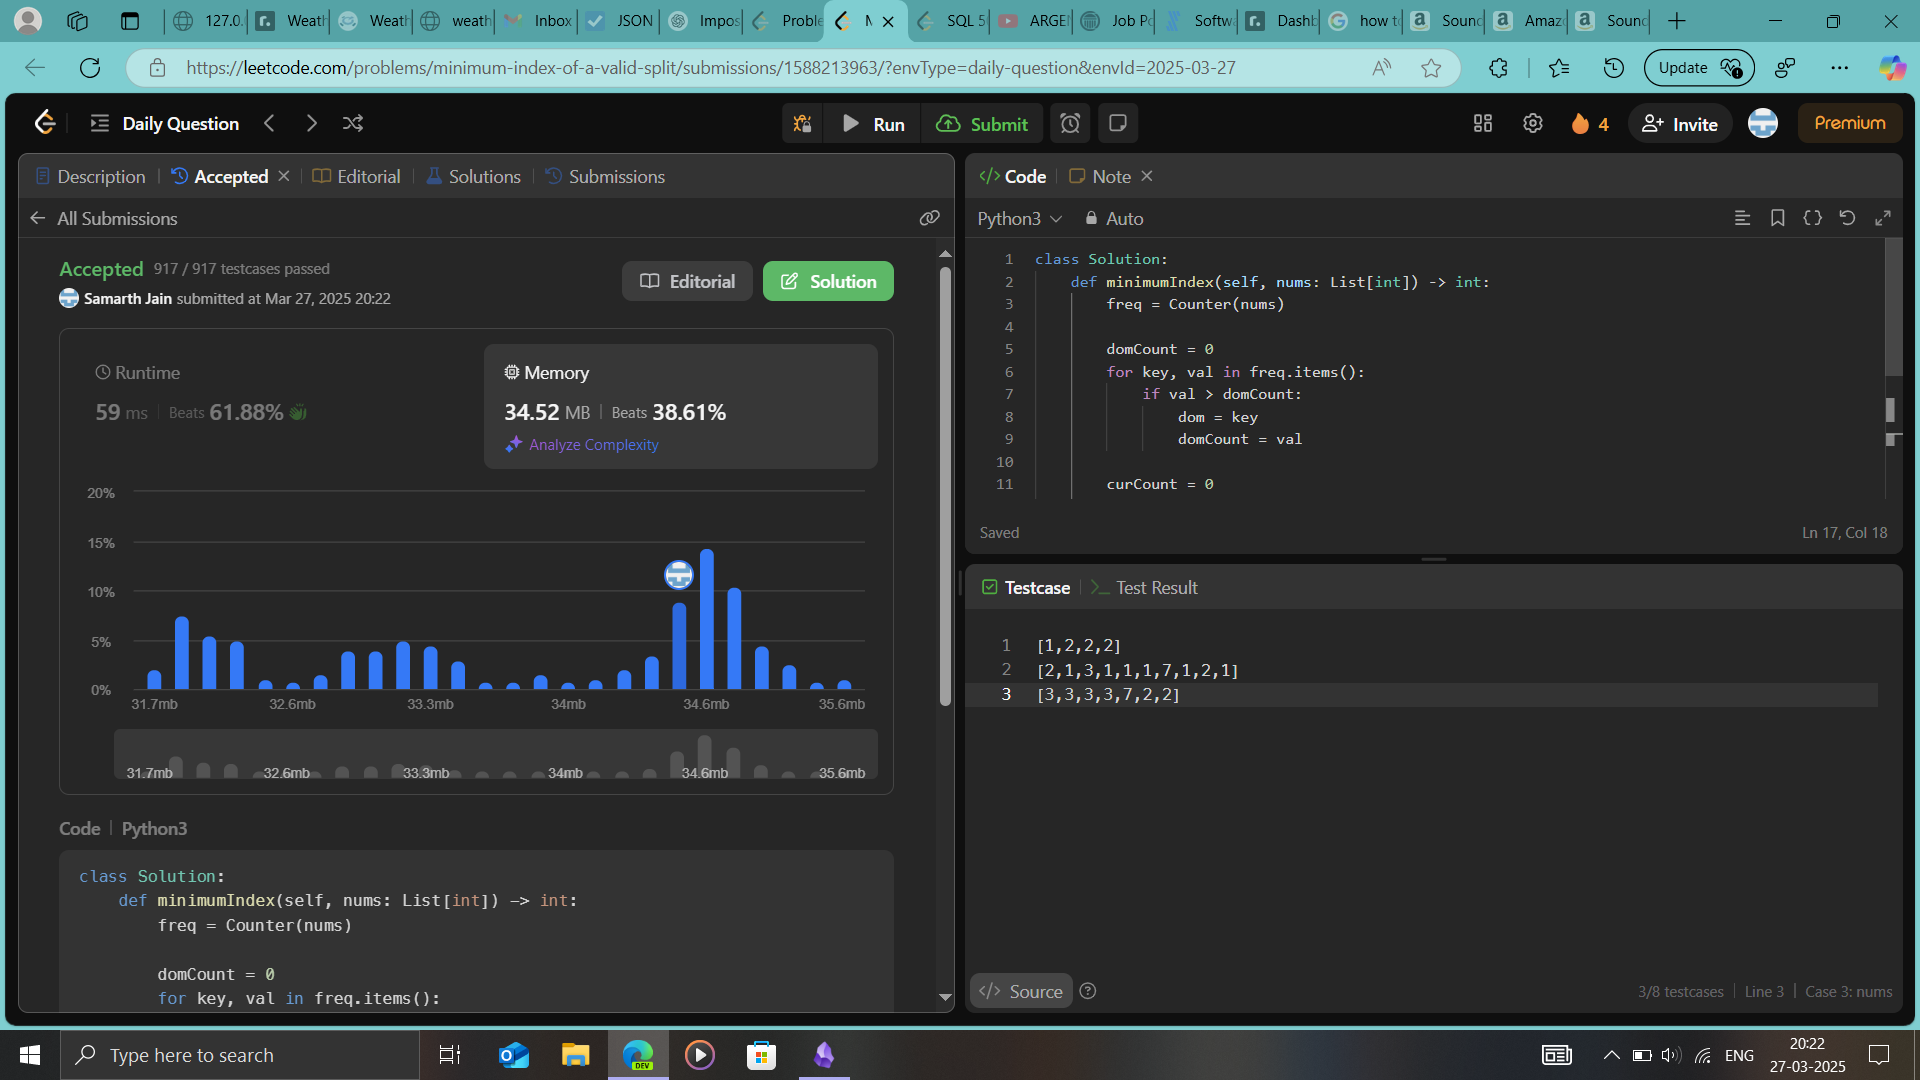 127.0.
Weath
Weath
weath
Inbox
JSON
Impos
Proble
SQL 5
ARGE
Job Po
Softwa
Dashb
how to
Sound
Amazo
Sound
https://leetcode.com/problems/minimum-index-of-a-valid-split/submissions/1588213963/?envType=daily-question&envId=2025-03-27
Update
Daily Question
Run
Submit
4
Invite
Premium
Description
Accepted
Editorial
Solutions
Submissions
All Submissions
Accepted 917 / 917 testcases passed
Samarth Jain submitted at Mar 27, 2025 20:22
Editorial
Solution
Runtime
59 ms | Beats 61.88%
Memory
34.52 MB | Beats 38.61%
Analyze Complexity
20%
15%
10%
5%
0%
31.7mb 32.6mb 33.3mb 34mb 34.6mb 35.6mb
31.7mb 32.6mb 33.3mb 34mb 34.6mb 35.6mb
Code | Python3
class Solution:
def minimumIndex(self, nums: List[int]) -> int:
freq = Counter(nums)
domCount = 0
for key, val in freq.items():
</> Code
Note
Python3
Auto
1 class Solution:
2 def minimumIndex(self, nums: List[int]) -> int:
3 freq = Counter(nums)
4
5 domCount = 0
6 for key, val in freq.items():
7 if val > domCount:
8 dom = key
9 domCount = val
10
11 curCount = 0
Saved
Ln 17, Col 18
Testcase
Test Result
1 [1,2,2,2]
2 [2,1,3,1,1,1,7,1,2,1]
3 [3,3,3,3,7,2,2]
</> Source
3/8 testcases | Line 3 | Case 3: nums
Type here to search
DEV
ENG
20:22
27-03-2025